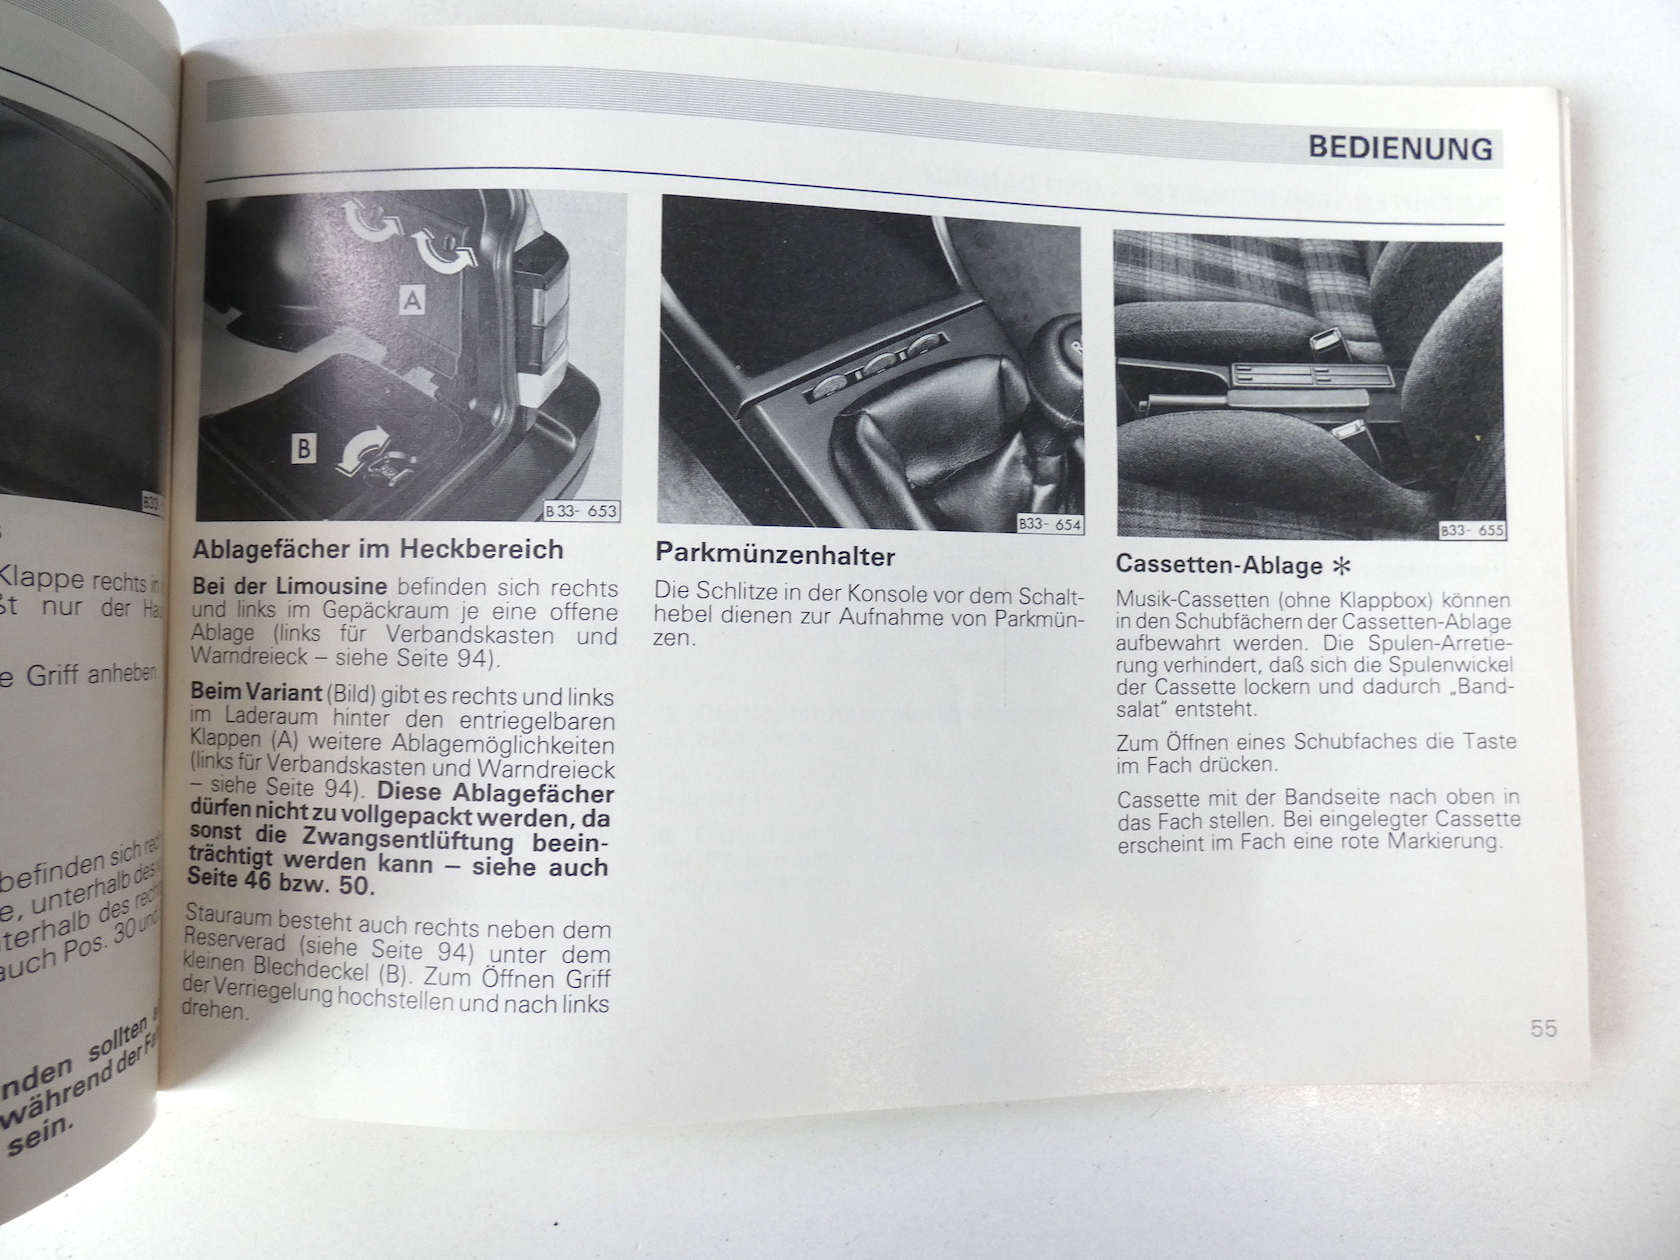 Klappe rechts
nur der
Griff anheben.
befinden sich
unterhalb des
des
auch Pos. 30 und
sollten
während der
sein.
BEDIENUNG
A
B
B33- 653
Ablagefächer im Heckbereich
Bei der Limousine befinden sich rechts
und links im Gepäckraum je eine offene
Ablage (links für Verbandskasten und
Warndreieck – siehe Seite 94).
Beim Variant (Bild) gibt es rechts und links
im Laderaum hinter den entriegelbaren
Klappen (A) weitere Ablagemöglichkeiten
(links für Verbandskasten und Warndreieck
– siehe Seite 94). Diese Ablagefächer
dürfen nicht zu vollgepackt werden, da
sonst die Zwangsentlüftung beein-
trächtigt werden kann – siehe auch
Seite 46 bzw. 50.
Stauraum besteht auch rechts neben dem
Reserverad (siehe Seite 94) unter dem
kleinen Blechdeckel (B). Zum Öffnen Griff
der Verriegelung hochstellen und nach links
drehen.
B33- 654
Parkmünzenhalter
Die Schlitze in der Konsole vor dem Schalt-
hebel dienen zur Aufnahme von Parkmün-
zen.
B33- 655
Cassetten-Ablage *
Musik-Cassetten (ohne Klappbox) können
in den Schubfächern der Cassetten-Ablage
aufbewahrt werden. Die Spulen-Arretie-
rung verhindert, daß sich die Spulenwickel
der Cassette lockern und dadurch „Band-
salat“ entsteht.
Zum Öffnen eines Schubfaches die Taste
im Fach drücken.
Cassette mit der Bandseite nach oben in
das Fach stellen. Bei eingelegter Cassette
erscheint im Fach eine rote Markierung.
55